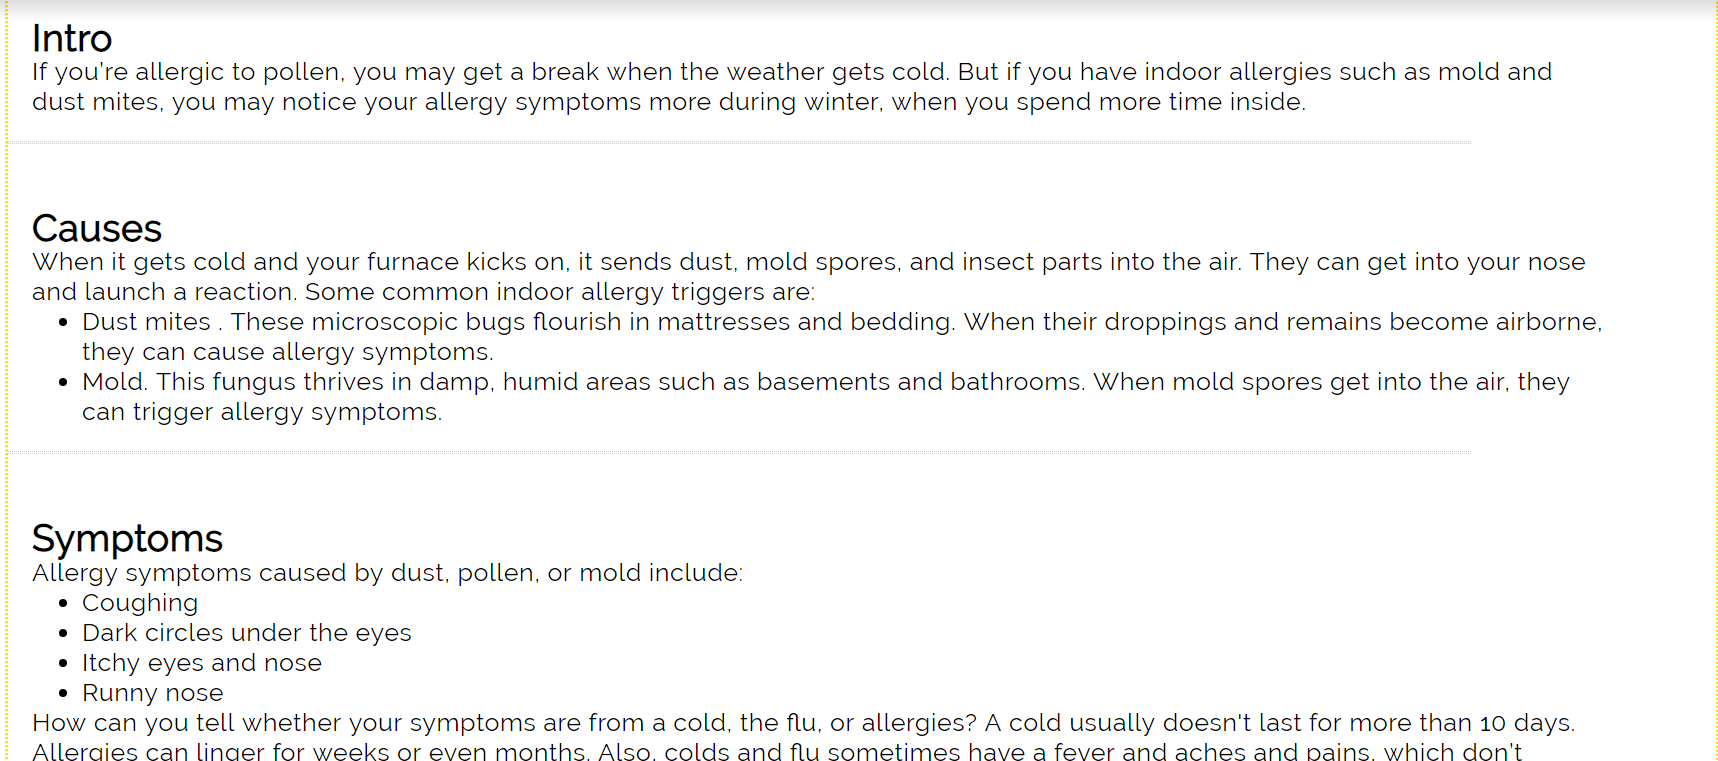 Intro
If you're allergic to pollen, you may get a break when the weather gets cold. But if you have indoor allergies such as mold and
dust mites, you may notice your allergy symptoms more during winter, when you spend more time inside.
Causes
When it gets cold and your furnace kicks on, it sends dust, mold spores, and insect parts into the air. They can get into your nose
and launch a reaction. Some common indoor allergy triggers are:
• Dust mites . These microscopic bugs flourish in mattresses and bedding. When their droppings and remains become airborne,
they can cause allergy symptoms.
• Mold. This fungus thrives in damp, humid areas such as basements and bathrooms. When mold spores get into the air, they
can trigger allergy symptoms.
Symptoms
Allergy symptoms caused by dust, pollen, or mold include:
• Coughing
• Dark circles under the eyes
• Itchy eyes and nose
• Runny nose
How can you tell whether your symptoms are from a cold, the flu, or allergies? A cold usually doesn't last for more than 10 days.
Allergies can linger for weeks or even months. Also, colds and flu sometimes have a fever and aches and pains, which don't